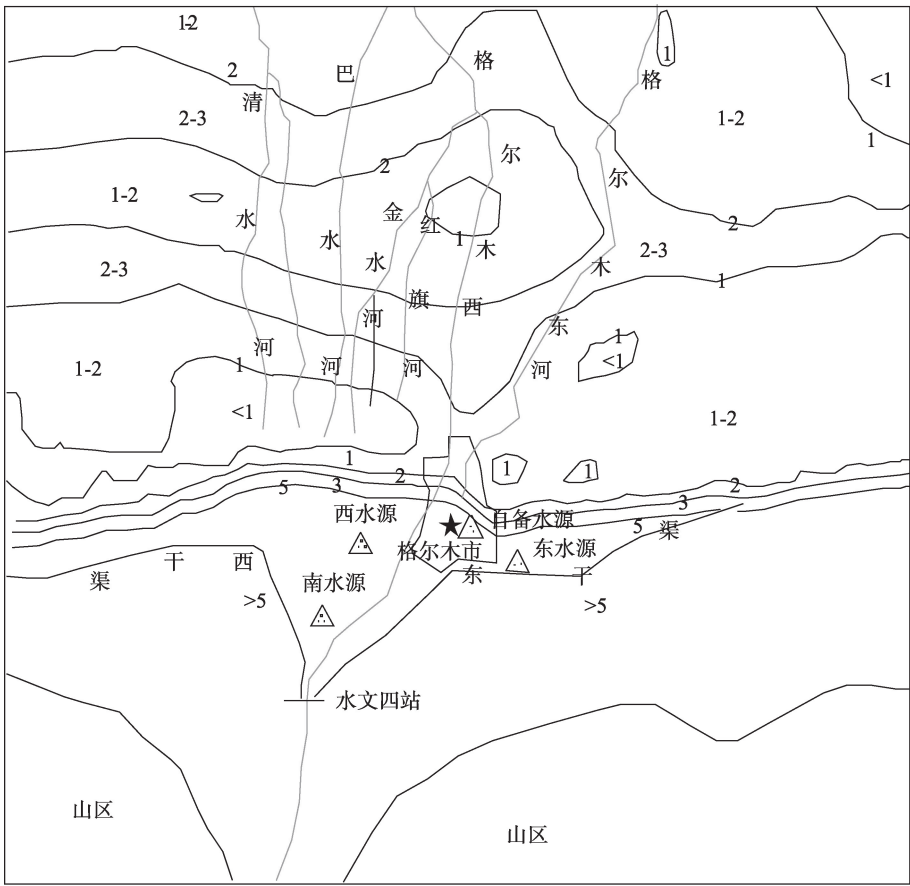 1-2
2
巴
格
格
1
<1
清
2-3
1-2
1
2
尔
尔
1-2
金
水
红
2
水
1
木
2-3
水
2-3
木
1
旗
西
河
东
1
河
河
河
河
<1
1-2
1
<1
1-2
1
1
1
2
2
5
3
3
西水源
自备水源
5
渠
格尔木市
东水源
渠
干
西
南水源
东
干
>5
>5
水文四站
山区
山区